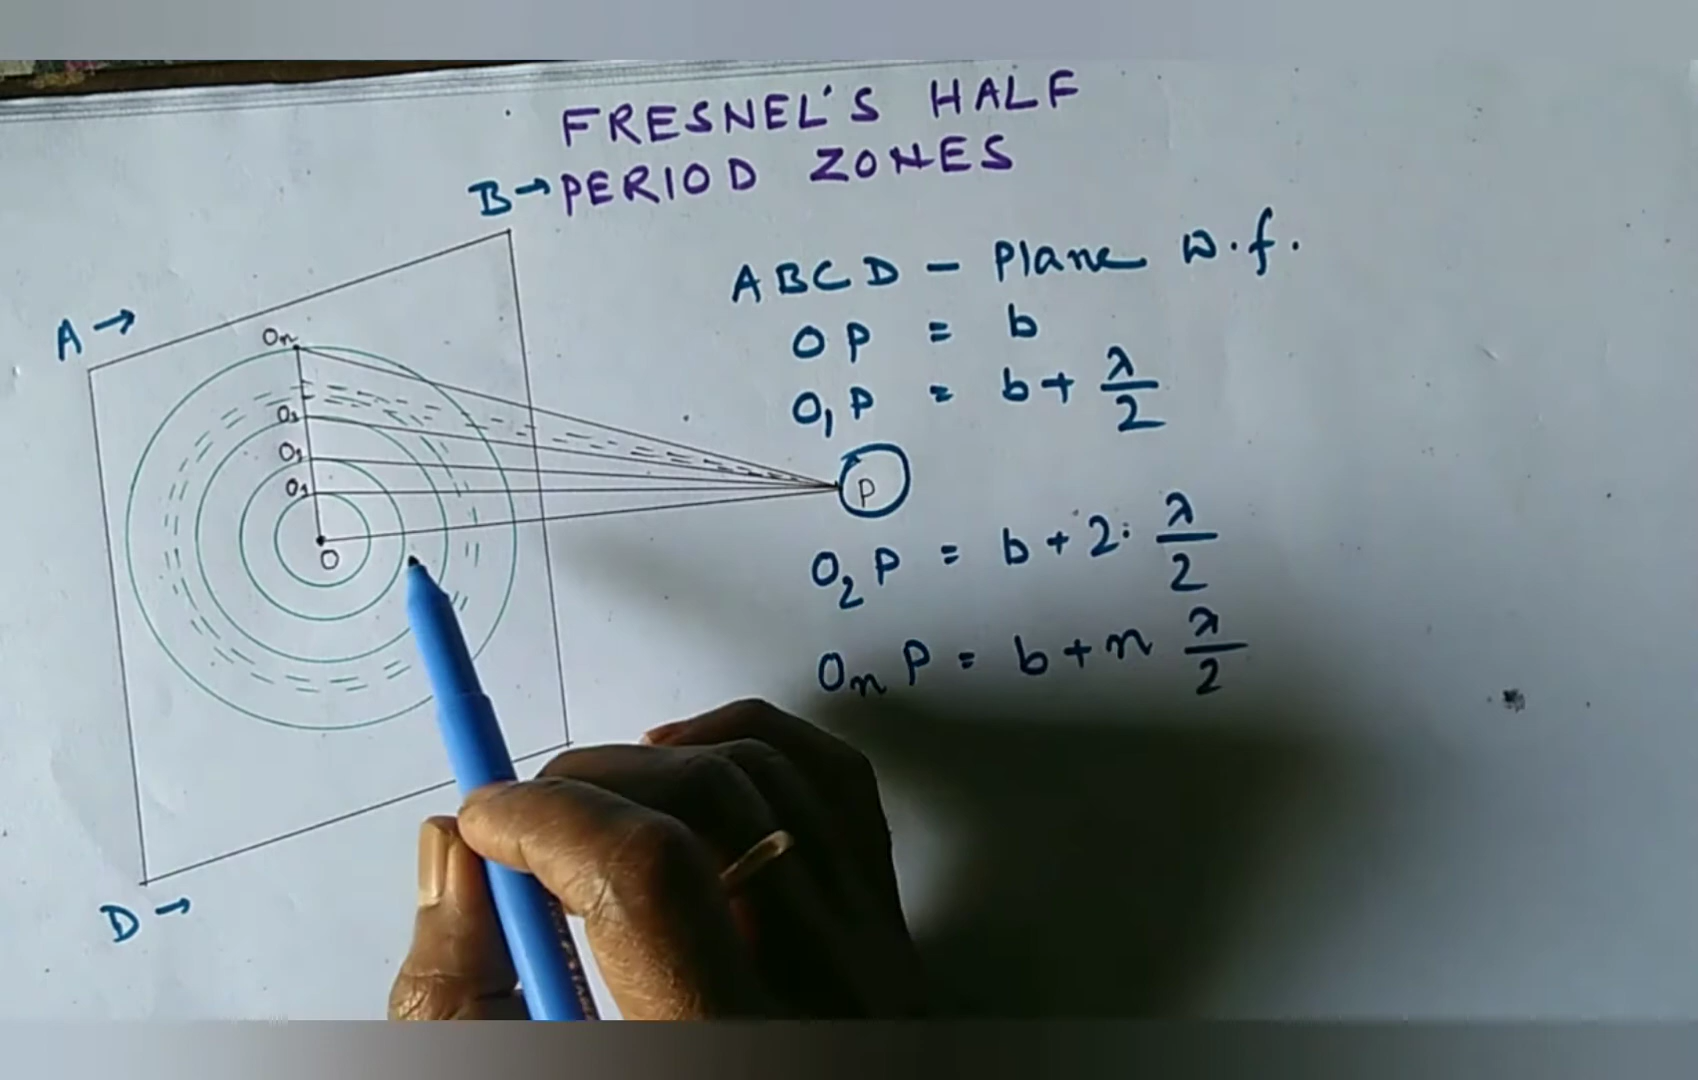 FRESNEL'S HALF
B→ PERIOD ZONES
A→
ABCD - Plane w.f.
OP = b
O₁P = b + λ/2
P
O₂P = b + 2·λ/2
OₙP = b + n λ/2
Oₙ
O₃
O₂
O₁
O
D→